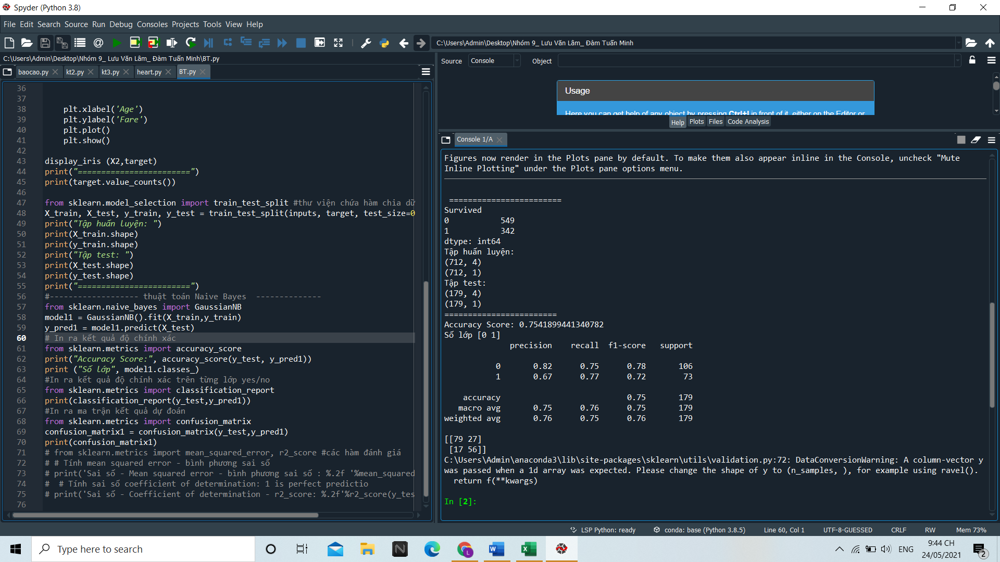 Spyder (Python 3.8)
File Edit Search Source Run Debug Consoles Projects Tools View Help
C:\Users\Admin\Desktop\Nhóm 9_ Lưu Văn Lâm_ Đàm Tuấn Minh
C:\Users\Admin\Desktop\Nhóm 9_ Lưu Văn Lâm_ Đàm Tuấn Minh\BT.py
baocao.py kt2.py kt3.py heart.py BT.py
36
37
38 plt.xlabel('Age')
39 plt.ylabel('Fare')
40 plt.plot()
41 plt.show()
42
43 display_iris (X2,target)
44 print("========================")
45 print(target.value_counts())
46
47 from sklearn.model_selection import train_test_split #thư viện chứa hàm chia dữ
48 X_train, X_test, y_train, y_test = train_test_split(inputs, target, test_size=0
49 print("Tập huấn luyện: ")
50 print(X_train.shape)
51 print(y_train.shape)
52 print("Tập test: ")
53 print(X_test.shape)
54 print(y_test.shape)
55 print("========================")
56 #------------------- thuật toán Naive Bayes  --------------
57 from sklearn.naive_bayes import GaussianNB
58 model1 = GaussianNB().fit(X_train,y_train)
59 y_pred1 = model1.predict(X_test)
60 # In ra kết quả độ chính xác
61 from sklearn.metrics import accuracy_score
62 print("Accuracy Score:", accuracy_score(y_test, y_pred1))
63 print ("Số lớp", model1.classes_)
64 #In ra kết quả độ chính xác trên từng lớp yes/no
65 from sklearn.metrics import classification_report
66 print(classification_report(y_test,y_pred1))
67 #In ra ma trận kết quả dự đoán
68 from sklearn.metrics import confusion_matrix
69 confusion_matrix1 = confusion_matrix(y_test,y_pred1)
70 print(confusion_matrix1)
71 # from sklearn.metrics import mean_squared_error, r2_score #các hàm đánh giá
72 # # Tính mean squared error - bình phương sai số
73 # print('Sai số - Mean squared error - bình phương sai số : %.2f '%mean_squared
74 #  # Tính sai số coefficient of determination: 1 is perfect predictio
75 # print('Sai số - Coefficient of determination - r2_score: %.2f'%r2_score(y_tes
76
Source Console Object
Usage
Here you can get help of any object by pressing Ctrl+I in front of it, either on the Editor or
Help Plots Files Code Analysis
Console 1/A
Figures now render in the Plots pane by default. To make them also appear inline in the Console, uncheck "Mute
Inline Plotting" under the Plots pane options menu.
========================
Survived
0 549
1 342
dtype: int64
Tập huấn luyện:
(712, 4)
(712, 1)
Tập test:
(179, 4)
(179, 1)
========================
Accuracy Score: 0.7541899441340782
Số lớp [0 1]
precision recall f1-score support
0 0.82 0.75 0.78 106
1 0.67 0.77 0.72 73
accuracy 0.75 179
macro avg 0.75 0.76 0.75 179
weighted avg 0.76 0.75 0.76 179
[[79 27]
[17 56]]
C:\Users\Admin\anaconda3\lib\site-packages\sklearn\utils\validation.py:72: DataConversionWarning: A column-vector y
was passed when a 1d array was expected. Please change the shape of y to (n_samples, ), for example using ravel().
return f(**kwargs)
In [2]:
LSP Python: ready conda: base (Python 3.8.5) Line 60, Col 1 UTF-8-GUESSED CRLF RW Mem 73%
Type here to search
ENG
9:44 CH
24/05/2021
2